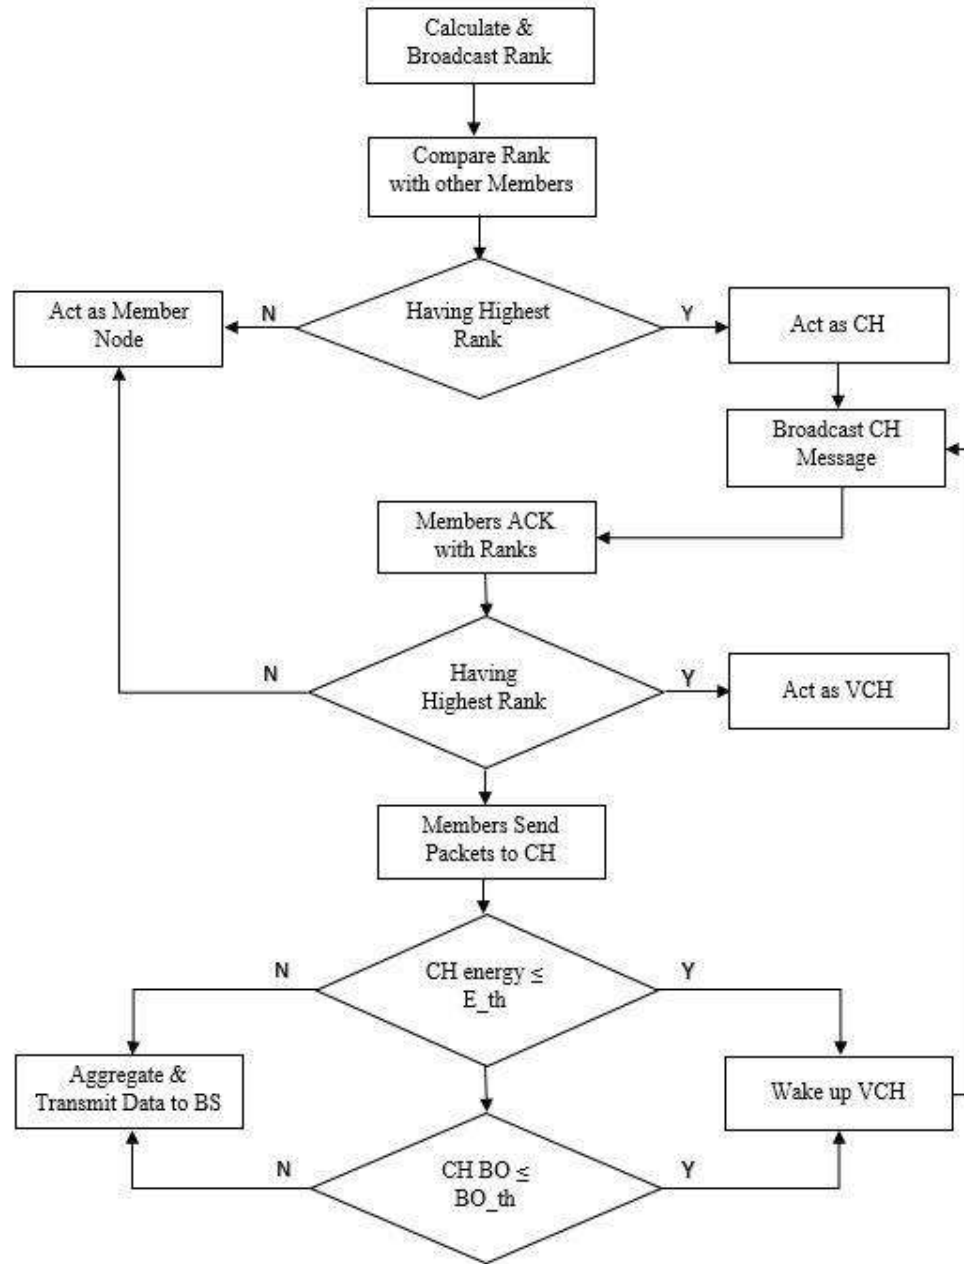 Calculate &
Broadcast Rank
Compare Rank
with other Members
Act as Member
Node
N
Having Highest
Rank
Y
Act as CH
Broadcast CH
Message
Members ACK
with Ranks
N
Having
Highest Rank
Y
Act as VCH
Members Send
Packets to CH
N
CH energy ≤
E_th
Y
Aggregate &
Transmit Data to BS
Wake up VCH
N
CH BO ≤
BO_th
Y